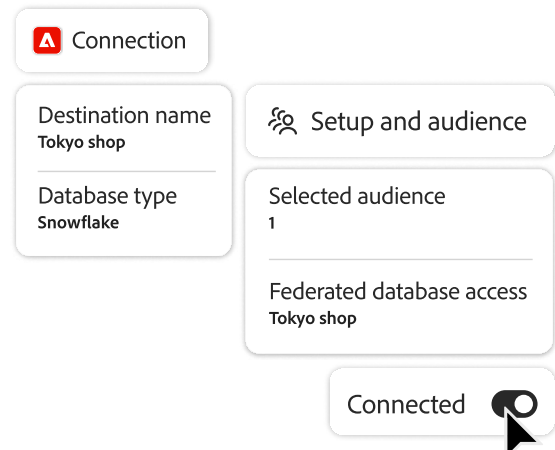 Connection
Destination name
Tokyo shop
Database type
Snowflake
Setup and audience
Selected audience
1
Federated database access
Tokyo shop
Connected